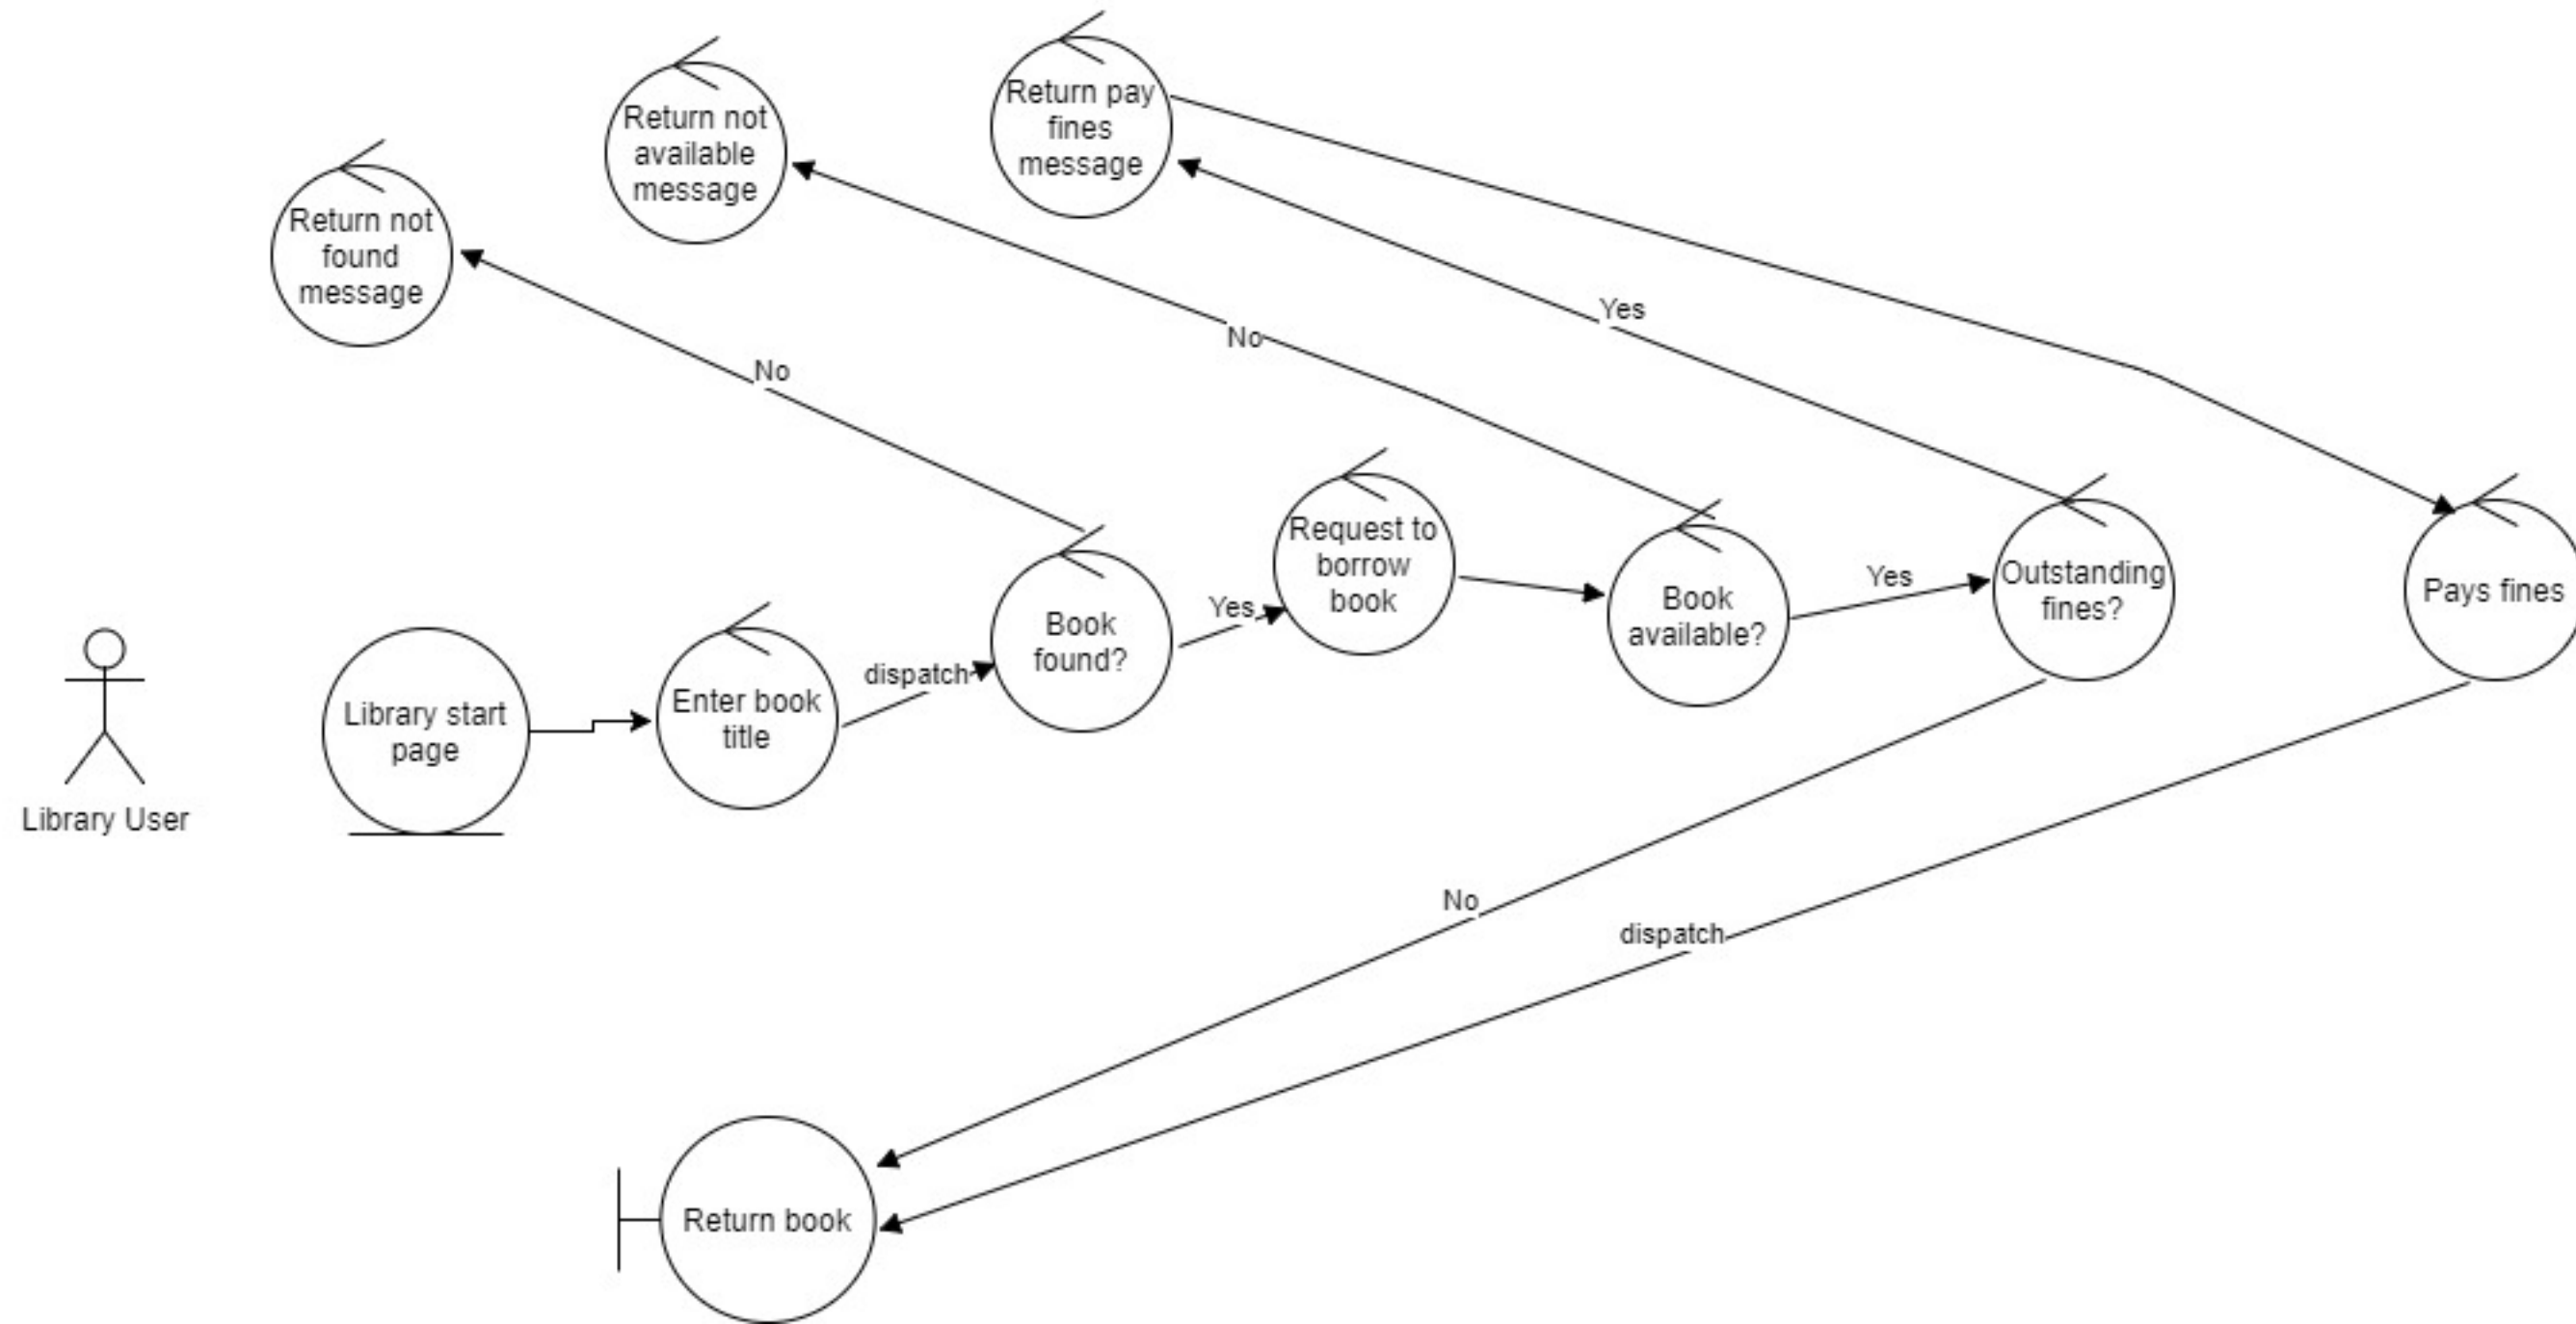 Return pay
fines
message
Return not
available
message
Return not
found
message
Yes
No
No
Request to
borrow
book
Book
available?
Yes
Outstanding
fines?
Pays fines
Book
found?
Yes
dispatch
Enter book
title
Library start
page
Library User
No
dispatch
Return book